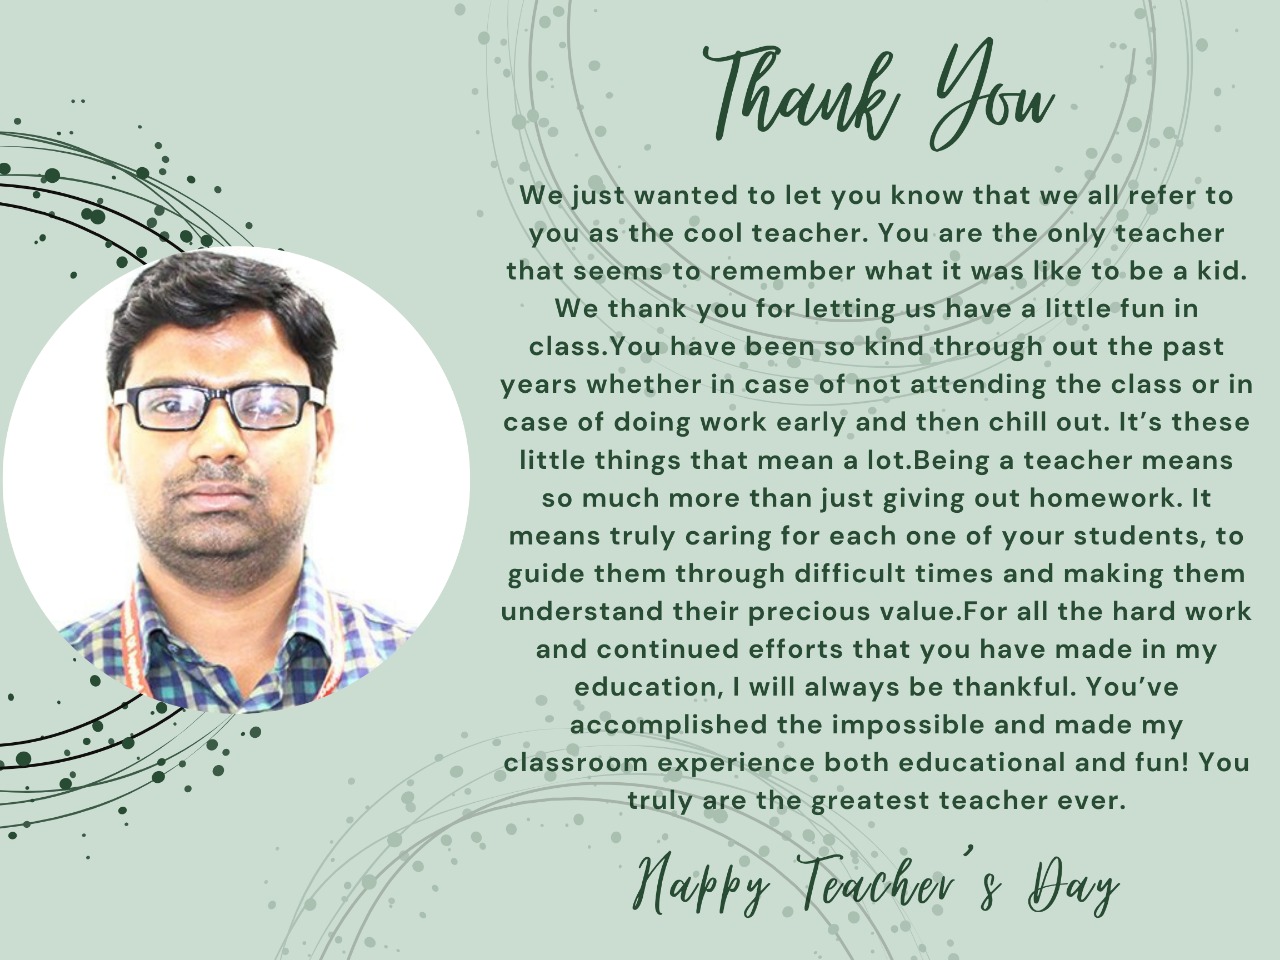 Thank You
We just wanted to let you know that we all refer to
you as the cool teacher. You are the only teacher
that seems to remember what it was like to be a kid.
We thank you for letting us have a little fun in
class.You have been so kind through out the past
years whether in case of not attending the class or in
case of doing work early and then chill out. It’s these
little things that mean a lot.Being a teacher means
so much more than just giving out homework. It
means truly caring for each one of your students, to
guide them through difficult times and making them
understand their precious value.For all the hard work
and continued efforts that you have made in my
education, I will always be thankful. You’ve
accomplished the impossible and made my
classroom experience both educational and fun! You
truly are the greatest teacher ever.
Happy Teacher’s Day